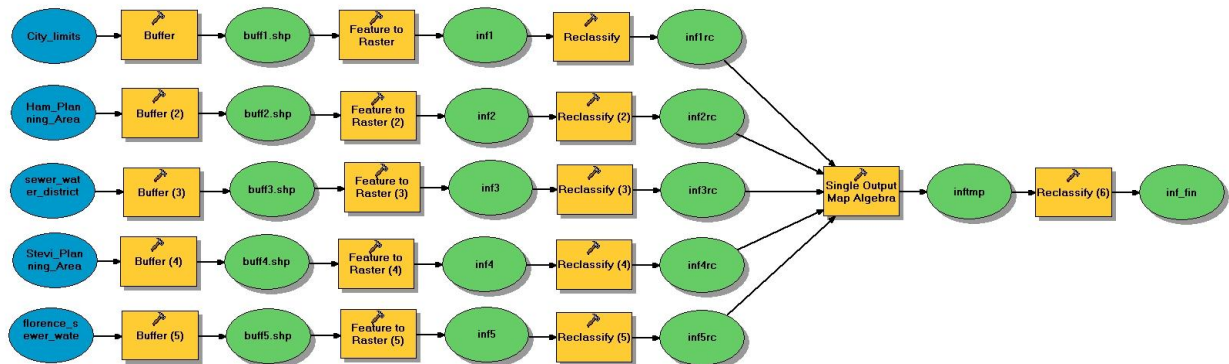 City_limits
Buffer
buff1.shp
Feature to
Raster
inf1
Reclassify
inf1rc
Ham_Plan
ning_Area
Buffer (2)
buff2.shp
Feature to
Raster (2)
inf2
Reclassify (2)
inf2rc
sewer_wat
er_district
Buffer (3)
buff3.shp
Feature to
Raster (3)
inf3
Reclassify (3)
inf3rc
Single Output
Map Algebra
inftmp
Reclassify (6)
inf_fin
Stevi_Plan
ning_Area
Buffer (4)
buff4.shp
Feature to
Raster (4)
inf4
Reclassify (4)
inf4rc
florence_s
ewer_wate
Buffer (5)
buff5.shp
Feature to
Raster (5)
inf5
Reclassify (5)
inf5rc